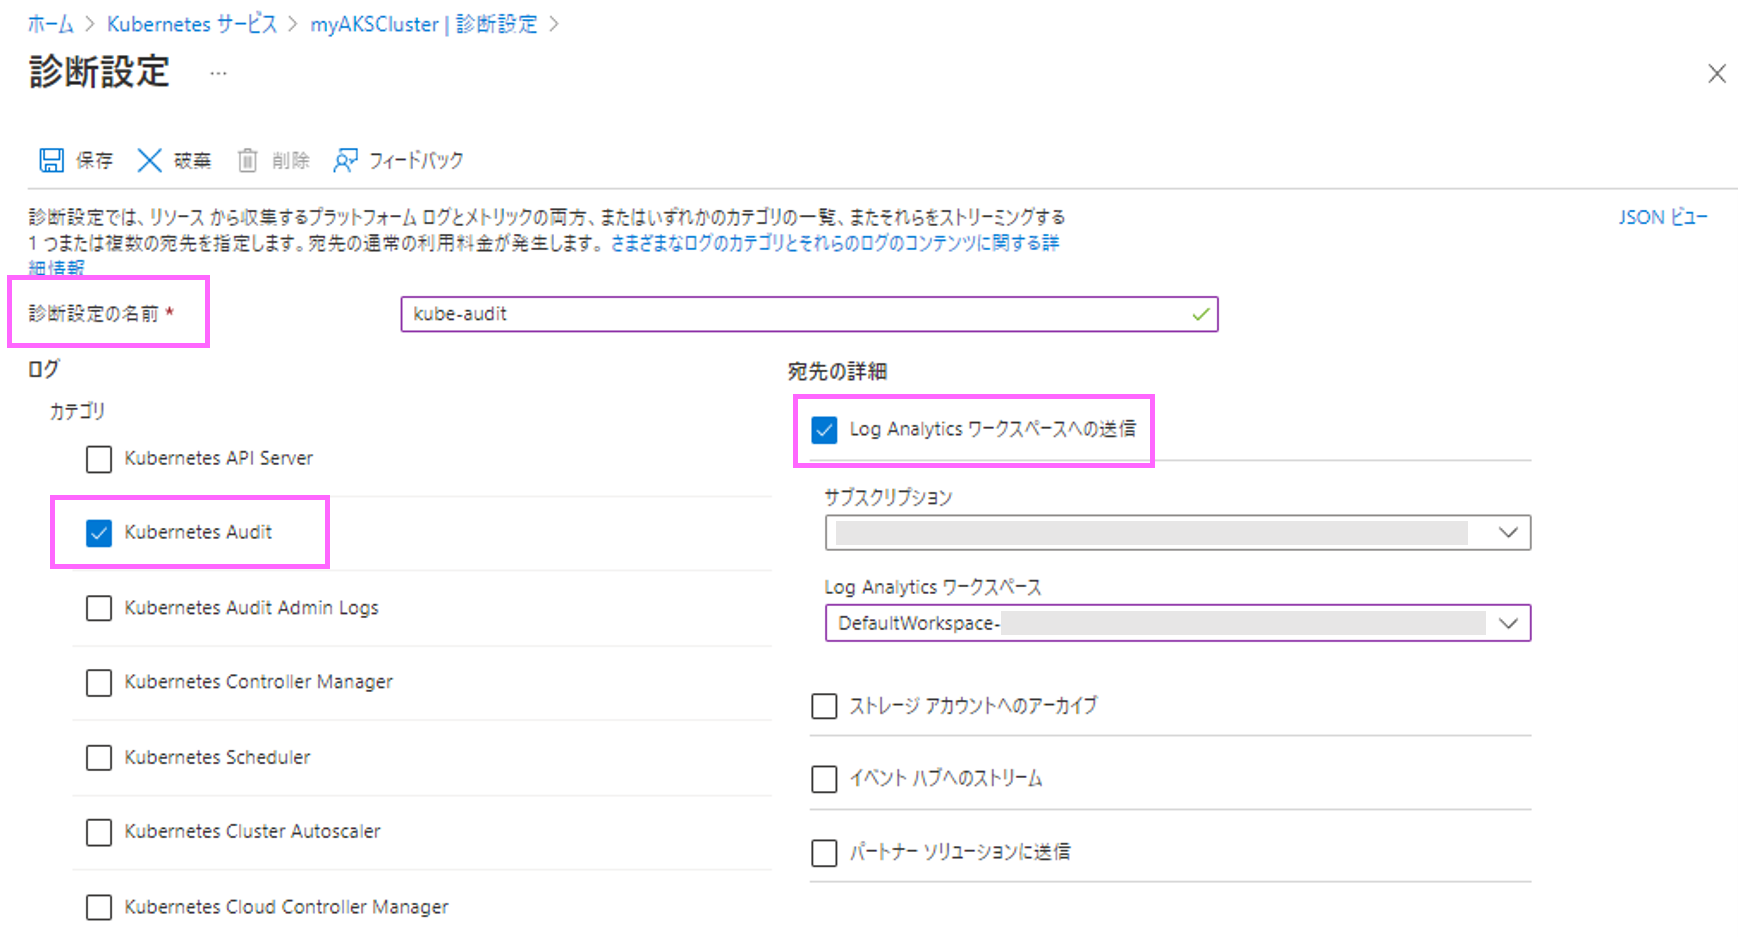 ホーム > Kubernetes サービス > myAKSCluster | 診断設定 >
診断設定 ...
保存 破棄 削除 フィードバック
診断設定では、リソース から収集するプラットフォーム ログとメトリックの両方、またはいずれかのカテゴリの一覧、またそれらをストリーミングする
1 つまたは複数の宛先を指定します。宛先の通常の利用料金が発生します。さまざまなログのカテゴリとそれらのログのコンテンツに関する詳
細情報
JSON ビュー
診断設定の名前 *
kube-audit
ログ
カテゴリ
Kubernetes API Server
Kubernetes Audit
Kubernetes Audit Admin Logs
Kubernetes Controller Manager
Kubernetes Scheduler
Kubernetes Cluster Autoscaler
Kubernetes Cloud Controller Manager
宛先の詳細
Log Analytics ワークスペースへの送信
サブスクリプション
Log Analytics ワークスペース
DefaultWorkspace-
ストレージ アカウントへのアーカイブ
イベント ハブへのストリーム
パートナー ソリューションに送信